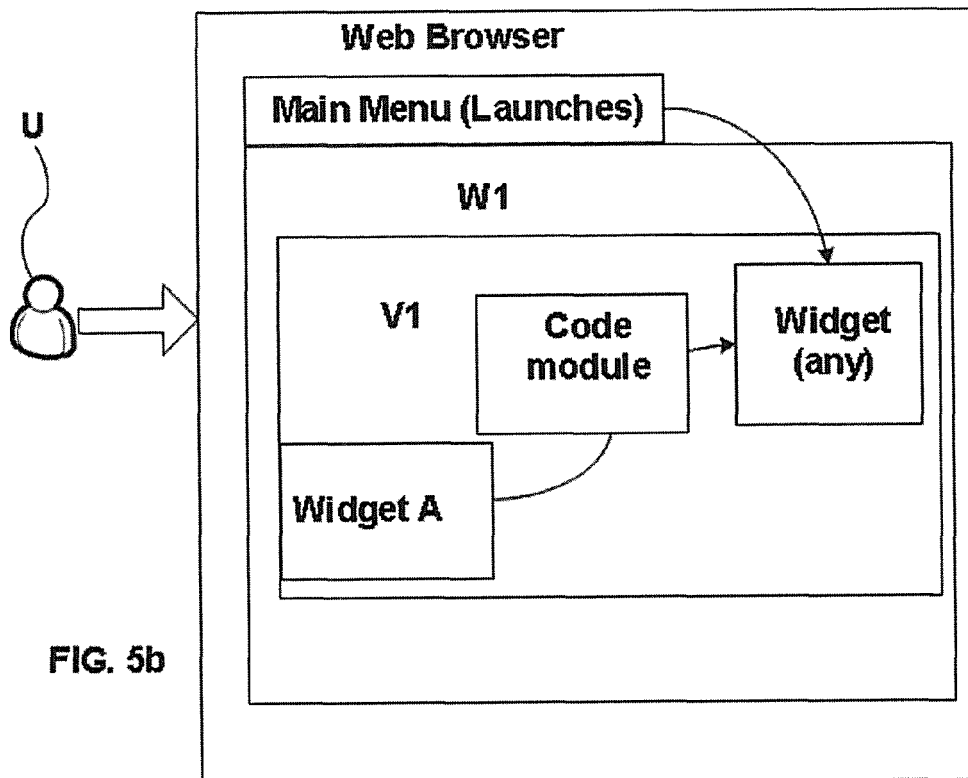 Web Browser
Main Menu (Launches)
U
W1
V1
Code
module
Widget
(any)
Widget A
FIG. 5b